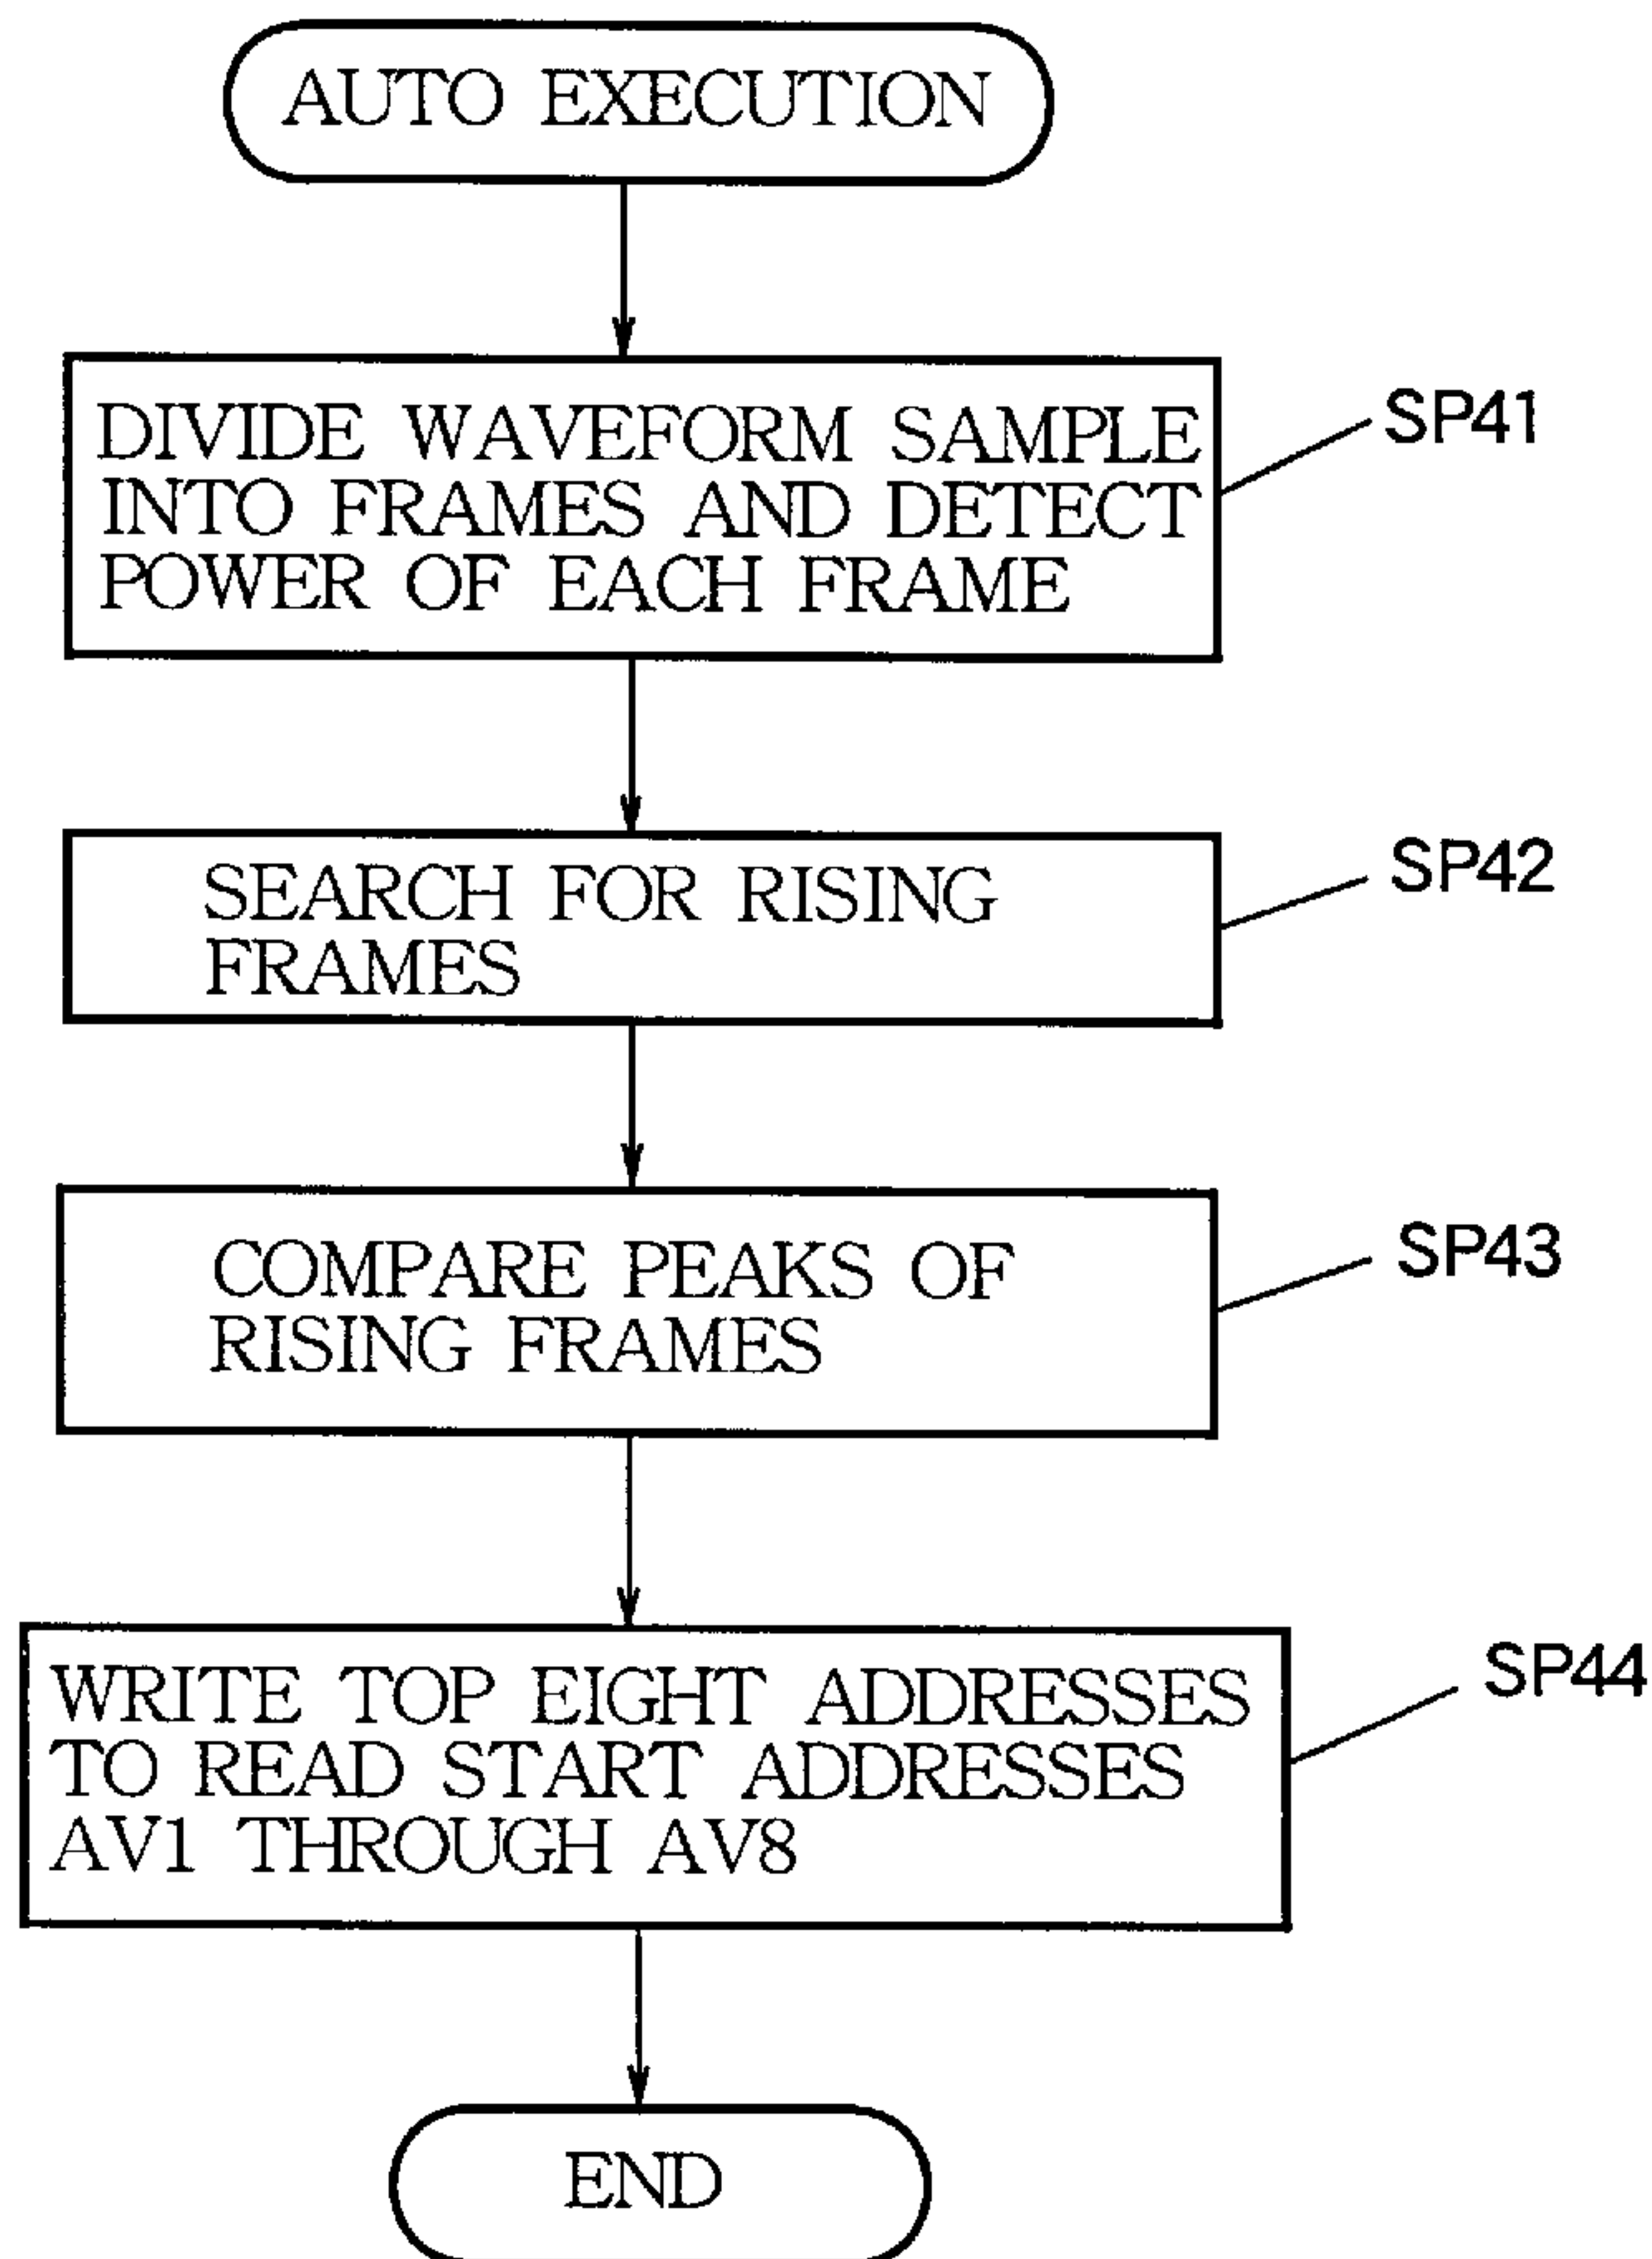 AUTO EXECUTION
DIVIDE WAVEFORM SAMPLE
INTO FRAMES AND DETECT
POWER OF EACH FRAME
SP41
SEARCH FOR RISING
FRAMES
SP42
COMPARE PEAKS OF
RISING FRAMES
SP43
WRITE TOP EIGHT ADDRESSES
TO READ START ADDRESSES
AV1 THROUGH AV8
SP44
END